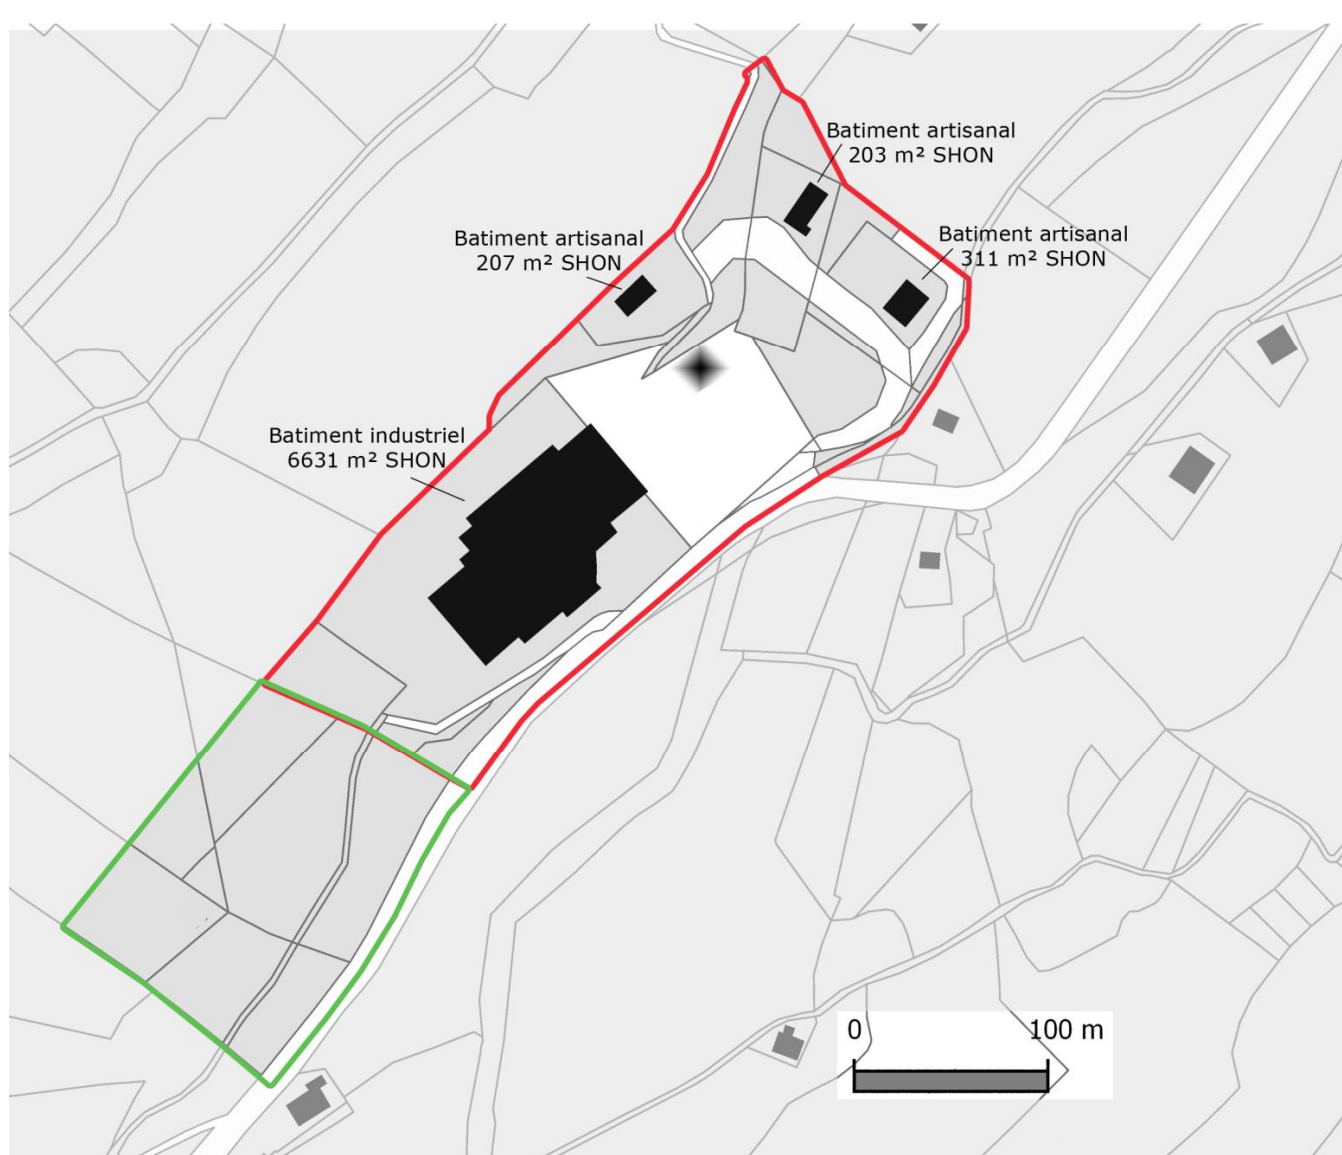 Batiment artisanal
203 m² SHON
Batiment artisanal
207 m² SHON
Batiment artisanal
311 m² SHON
Batiment industriel
6631 m² SHON
0 100 m